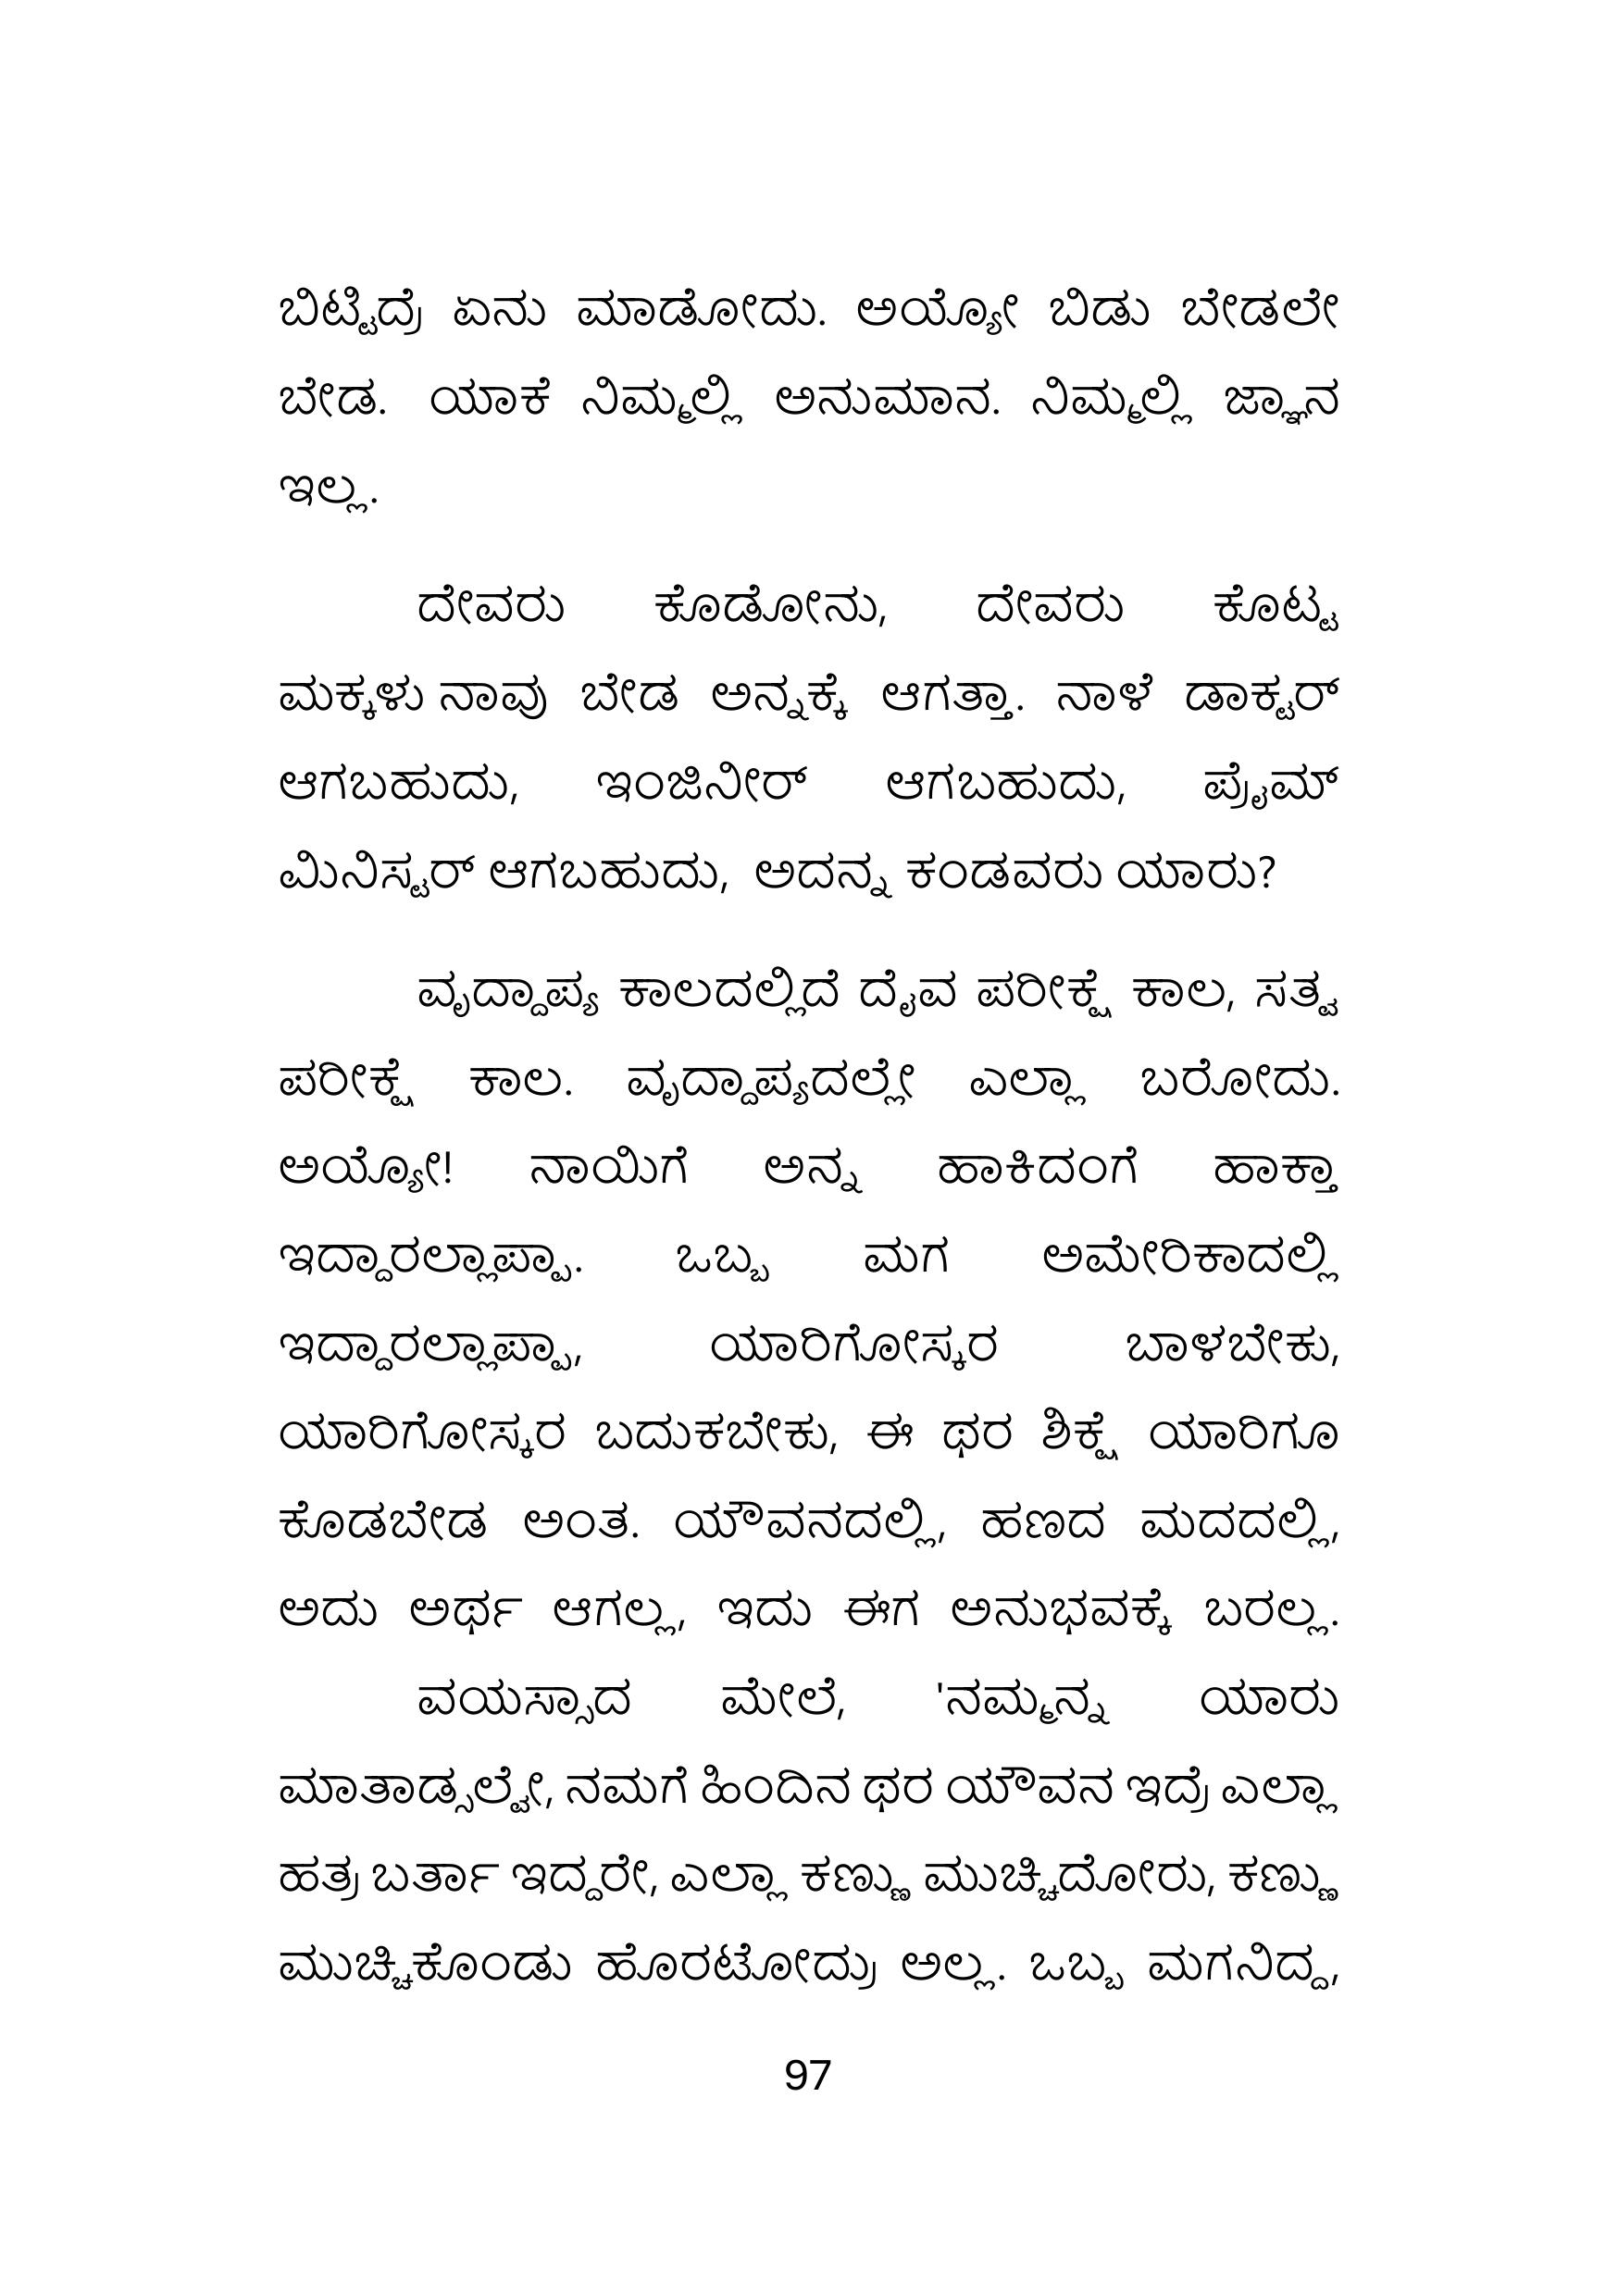 ಬಿಟ್ಟಿದ್ರೆ ಏನು ಮಾಡೋದು. ಅಯ್ಯೋ ಬಿಡು ಬೇಡಲೇ
ಬೇಡ. ಯಾಕೆ ನಿಮ್ಮಲ್ಲಿ ಅನುಮಾನ. ನಿಮ್ಮಲ್ಲಿ ಜ್ಞಾನ
ಇಲ್ಲ.
ದೇವರು ಕೊಡೋನು, ದೇವರು ಕೊಟ್ಟ
ಮಕ್ಕಳು ನಾವು ಬೇಡ ಅನ್ನಕ್ಕೆ ಆಗತ್ತಾ. ನಾಳೆ ಡಾಕ್ಟರ್
ಆಗಬಹುದು, ಇಂಜಿನೀರ್ ಆಗಬಹುದು, ಪ್ರೈಮ್
ಮಿನಿಸ್ಟರ್ ಆಗಬಹುದು, ಅದನ್ನ ಕಂಡವರು ಯಾರು?
ವೃದ್ದಾಪ್ಯ ಕಾಲದಲ್ಲಿದೆ ದೈವ ಪರೀಕ್ಷೆ ಕಾಲ, ಸತ್ವ
ಪರೀಕ್ಷೆ ಕಾಲ. ವೃದ್ದಾಪ್ಯದಲ್ಲೇ ಎಲ್ಲಾ ಬರೋದು.
ಅಯ್ಯೋ! ನಾಯಿಗೆ ಅನ್ನ ಹಾಕಿದಂಗೆ ಹಾಕ್ತಾ
ಇದ್ದಾರಲ್ಲಾಪ್ಪಾ. ಒಬ್ಬ ಮಗ ಅಮೇರಿಕಾದಲ್ಲಿ
ಇದ್ದಾರಲ್ಲಾಪ್ಪಾ, ಯಾರಿಗೋಸ್ಕರ ಬಾಳಬೇಕು,
ಯಾರಿಗೋಸ್ಕರ ಬದುಕಬೇಕು, ಈ ಥರ ಶಿಕ್ಷೆ ಯಾರಿಗೂ
ಕೊಡಬೇಡ ಅಂತ. ಯೌವನದಲ್ಲಿ, ಹಣದ ಮದದಲ್ಲಿ,
ಅದು ಅರ್ಥ ಆಗಲ್ಲ, ಇದು ಈಗ ಅನುಭವಕ್ಕೆ ಬರಲ್ಲ.
ವಯಸ್ಸಾದ ಮೇಲೆ, 'ನಮ್ಮನ್ನ ಯಾರು
ಮಾತಾಡ್ಸಲ್ವೇ, ನಮಗೆ ಹಿಂದಿನ ಥರ ಯೌವನ ಇದ್ರೆ ಎಲ್ಲಾ
ಹತ್ರ ಬರ್ತಾ ಇದ್ದರೇ, ಎಲ್ಲಾ ಕಣ್ಣು ಮುಚ್ಚಿದೋರು, ಕಣ್ಣು
ಮುಚ್ಚಿಕೊಂಡು ಹೊರಟೋದ್ರು ಅಲ್ಲ. ಒಬ್ಬ ಮಗನಿದ್ದ,
97